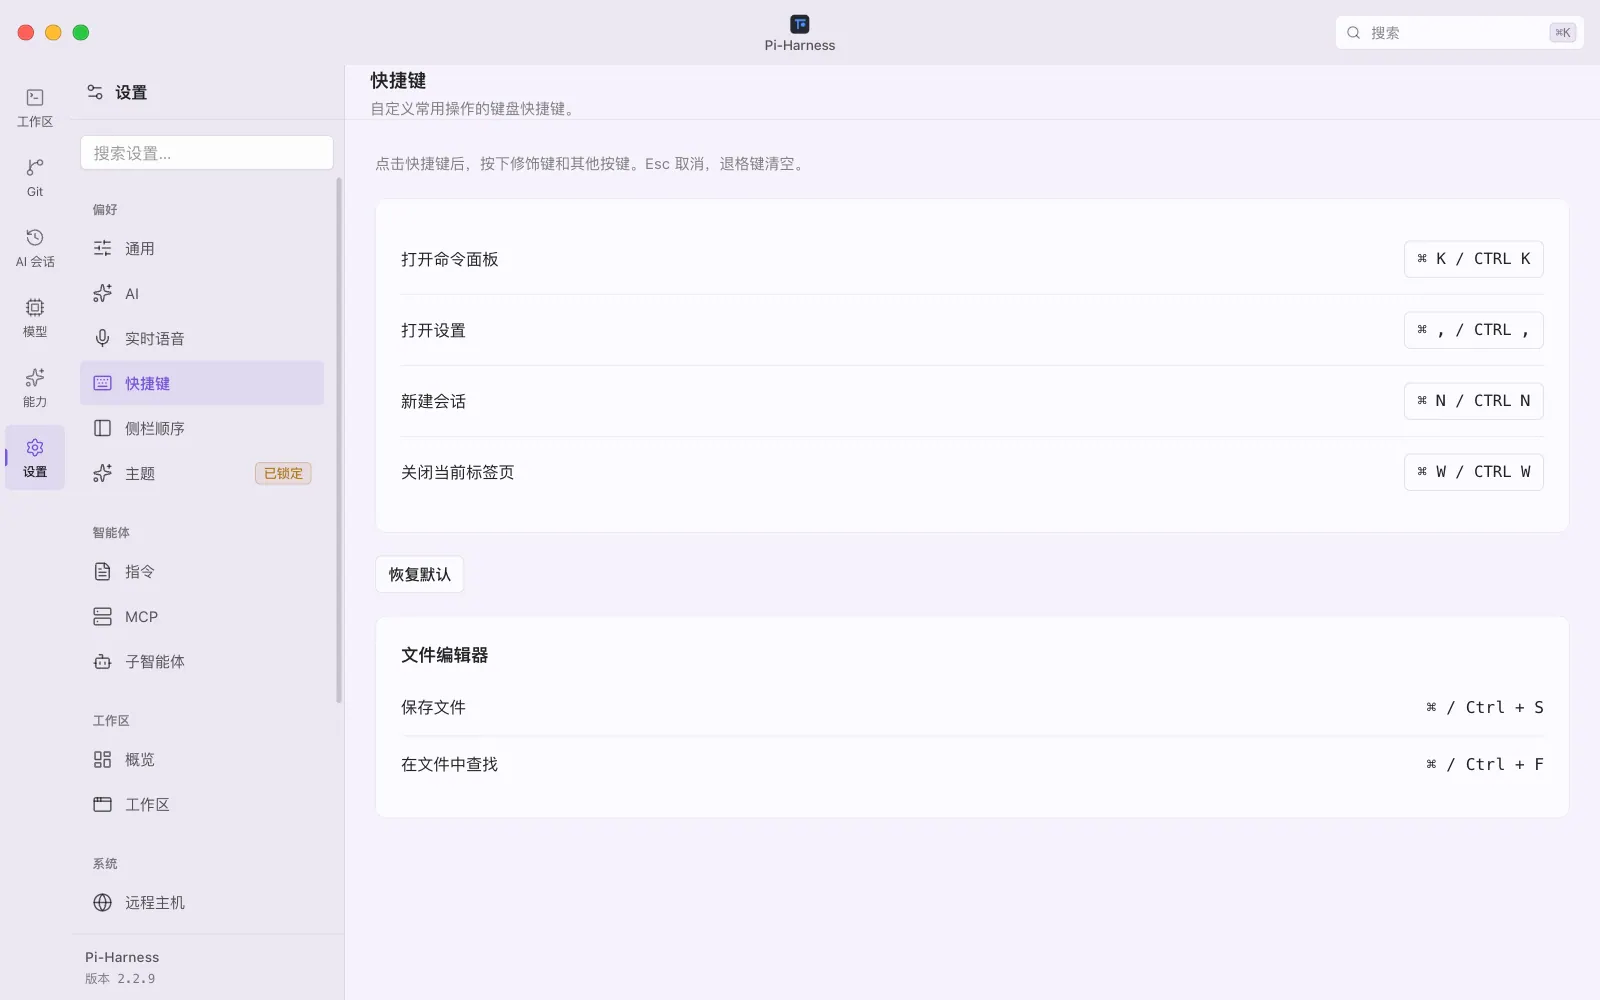 Pi-Harness
搜索
⌘K
工作区
Git
AI 会话
模型
能力
设置
设置
搜索设置...
偏好
通用
AI
实时语音
快捷键
侧栏顺序
主题
已锁定
智能体
指令
MCP
子智能体
工作区
概览
工作区
系统
远程主机
Pi-Harness
版本 2.2.9
快捷键
自定义常用操作的键盘快捷键。
点击快捷键后，按下修饰键和其他按键。Esc 取消，退格键清空。
打开命令面板
⌘ K / CTRL K
打开设置
⌘ , / CTRL ,
新建会话
⌘ N / CTRL N
关闭当前标签页
⌘ W / CTRL W
恢复默认
文件编辑器
保存文件
⌘ / Ctrl + S
在文件中查找
⌘ / Ctrl + F